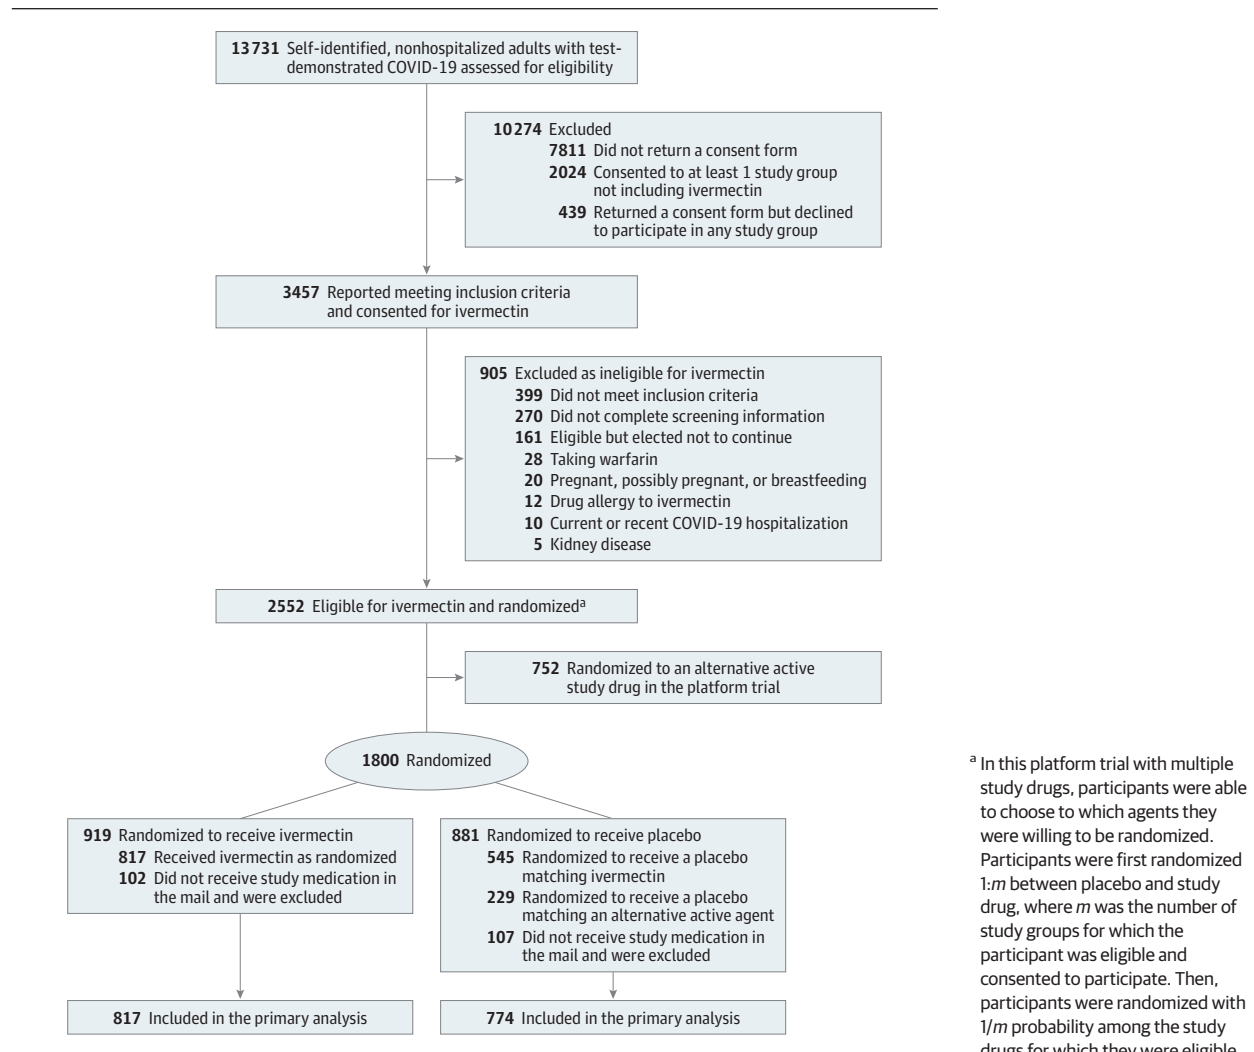 13731 Self-identified, nonhospitalized adults with test-
demonstrated COVID-19 assessed for eligibility
10274 Excluded
7811 Did not return a consent form
2024 Consented to at least 1 study group
not including ivermectin
439 Returned a consent form but declined
to participate in any study group
3457 Reported meeting inclusion criteria
and consented for ivermectin
905 Excluded as ineligible for ivermectin
399 Did not meet inclusion criteria
270 Did not complete screening information
161 Eligible but elected not to continue
28 Taking warfarin
20 Pregnant, possibly pregnant, or breastfeeding
12 Drug allergy to ivermectin
10 Current or recent COVID-19 hospitalization
5 Kidney disease
2552 Eligible for ivermectin and randomizedª
752 Randomized to an alternative active
study drug in the platform trial
1800 Randomized
919 Randomized to receive ivermectin
817 Received ivermectin as randomized
102 Did not receive study medication in
the mail and were excluded
881 Randomized to receive placebo
545 Randomized to receive a placebo
matching ivermectin
229 Randomized to receive a placebo
matching an alternative active agent
107 Did not receive study medication in
the mail and were excluded
817 Included in the primary analysis
774 Included in the primary analysis
ª In this platform trial with multiple
study drugs, participants were able
to choose to which agents they
were willing to be randomized.
Participants were first randomized
1:m between placebo and study
drug, where m was the number of
study groups for which the
participant was eligible and
consented to participate. Then,
participants were randomized with
1/m probability among the study
drugs for which they were eligible